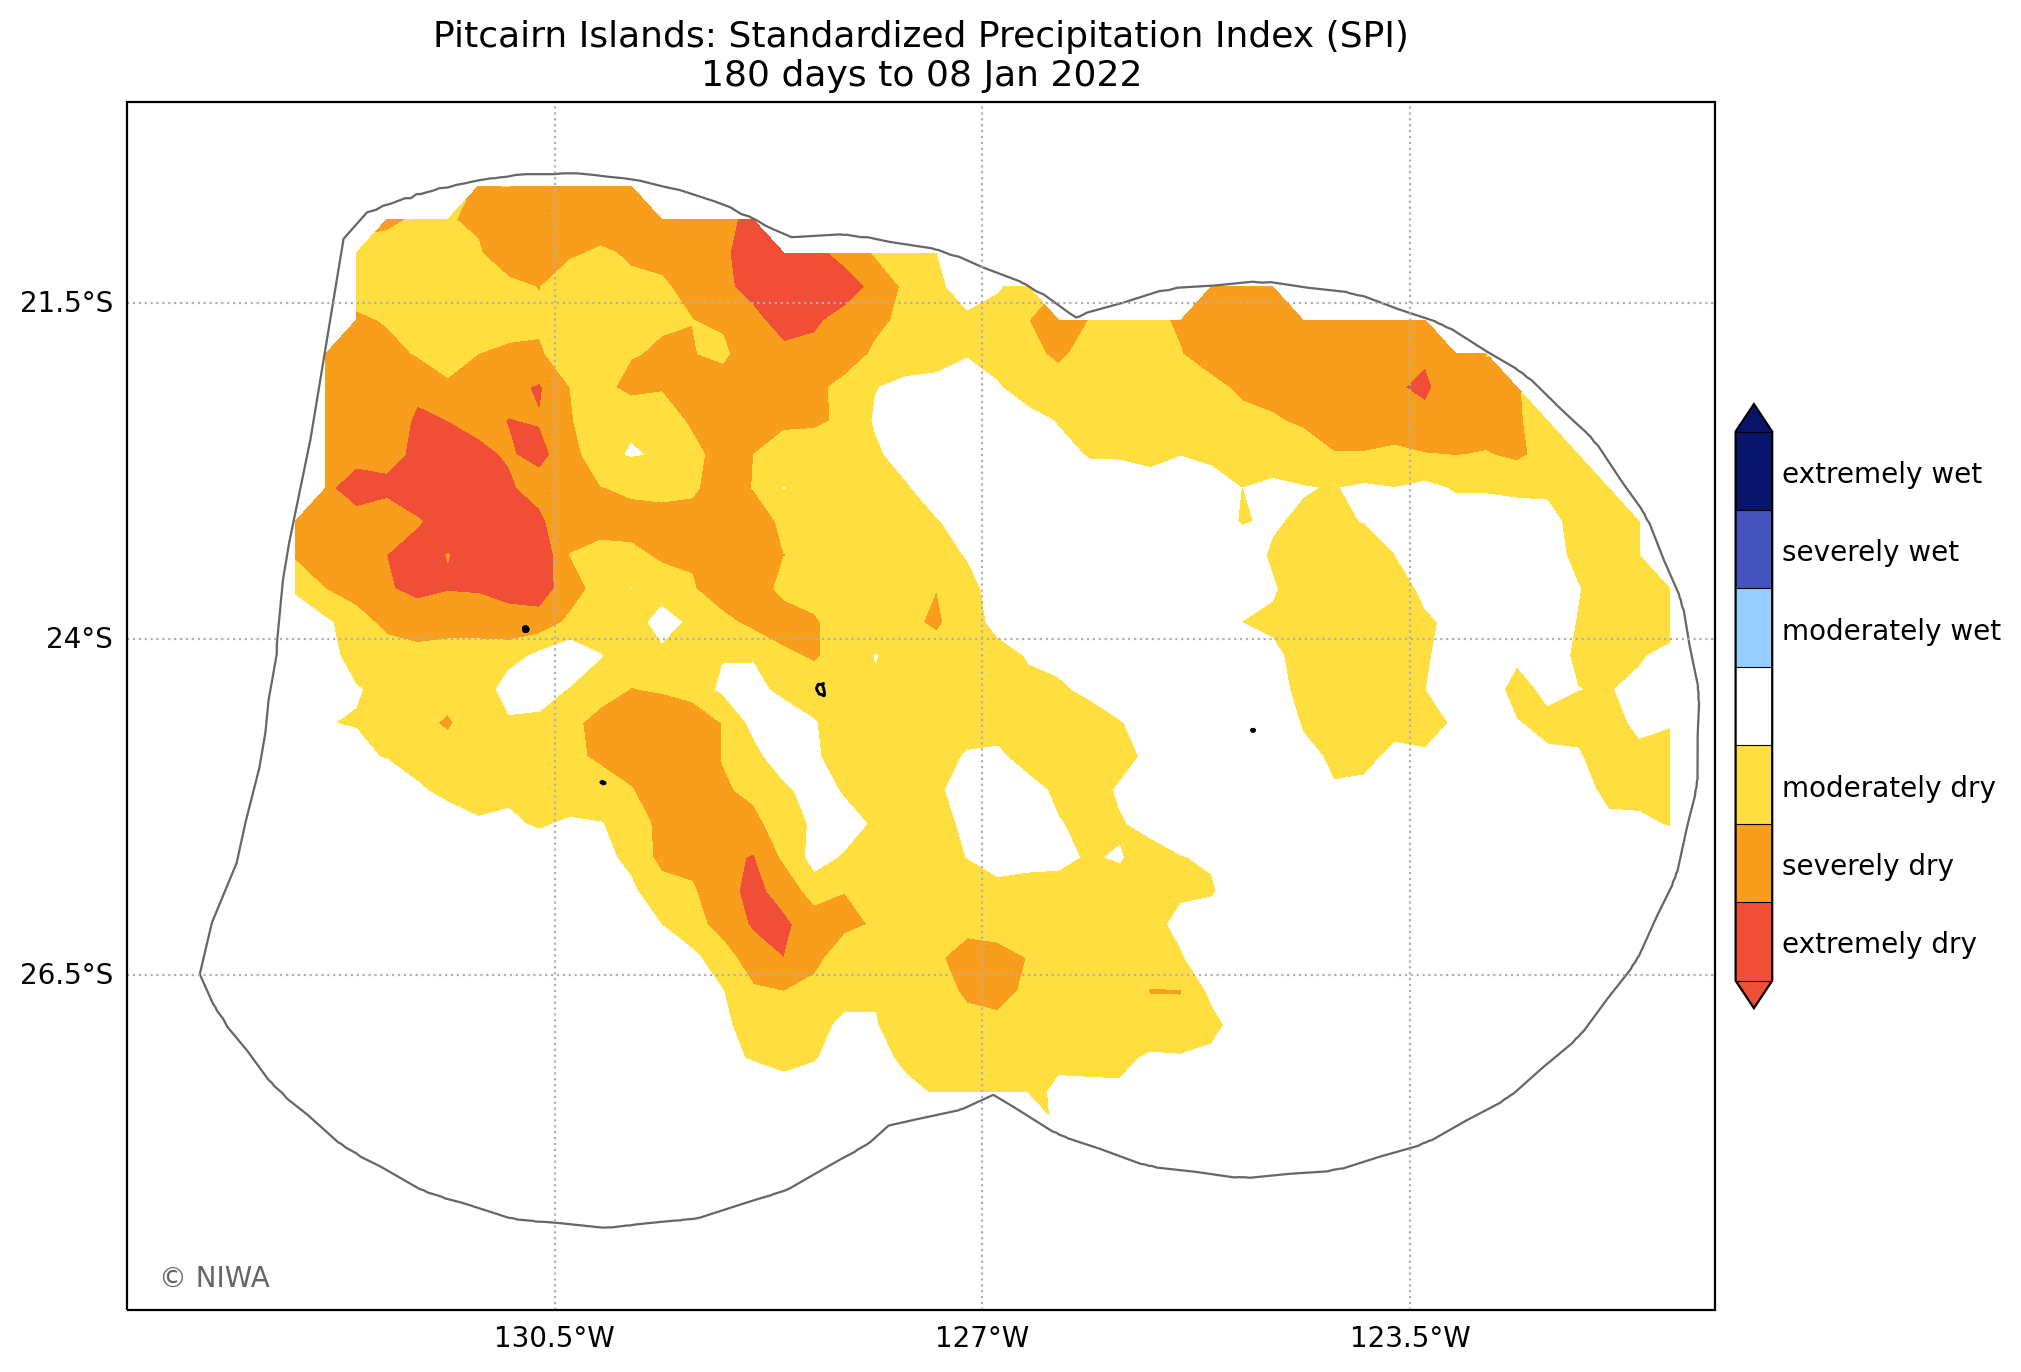 Pitcairn Islands: Standardized Precipitation Index (SPI)
180 days to 08 Jan 2022
21.5°S
24°S
26.5°S
130.5°W
127°W
123.5°W
extremely wet
severely wet
moderately wet
moderately dry
severely dry
extremely dry
© NIWA